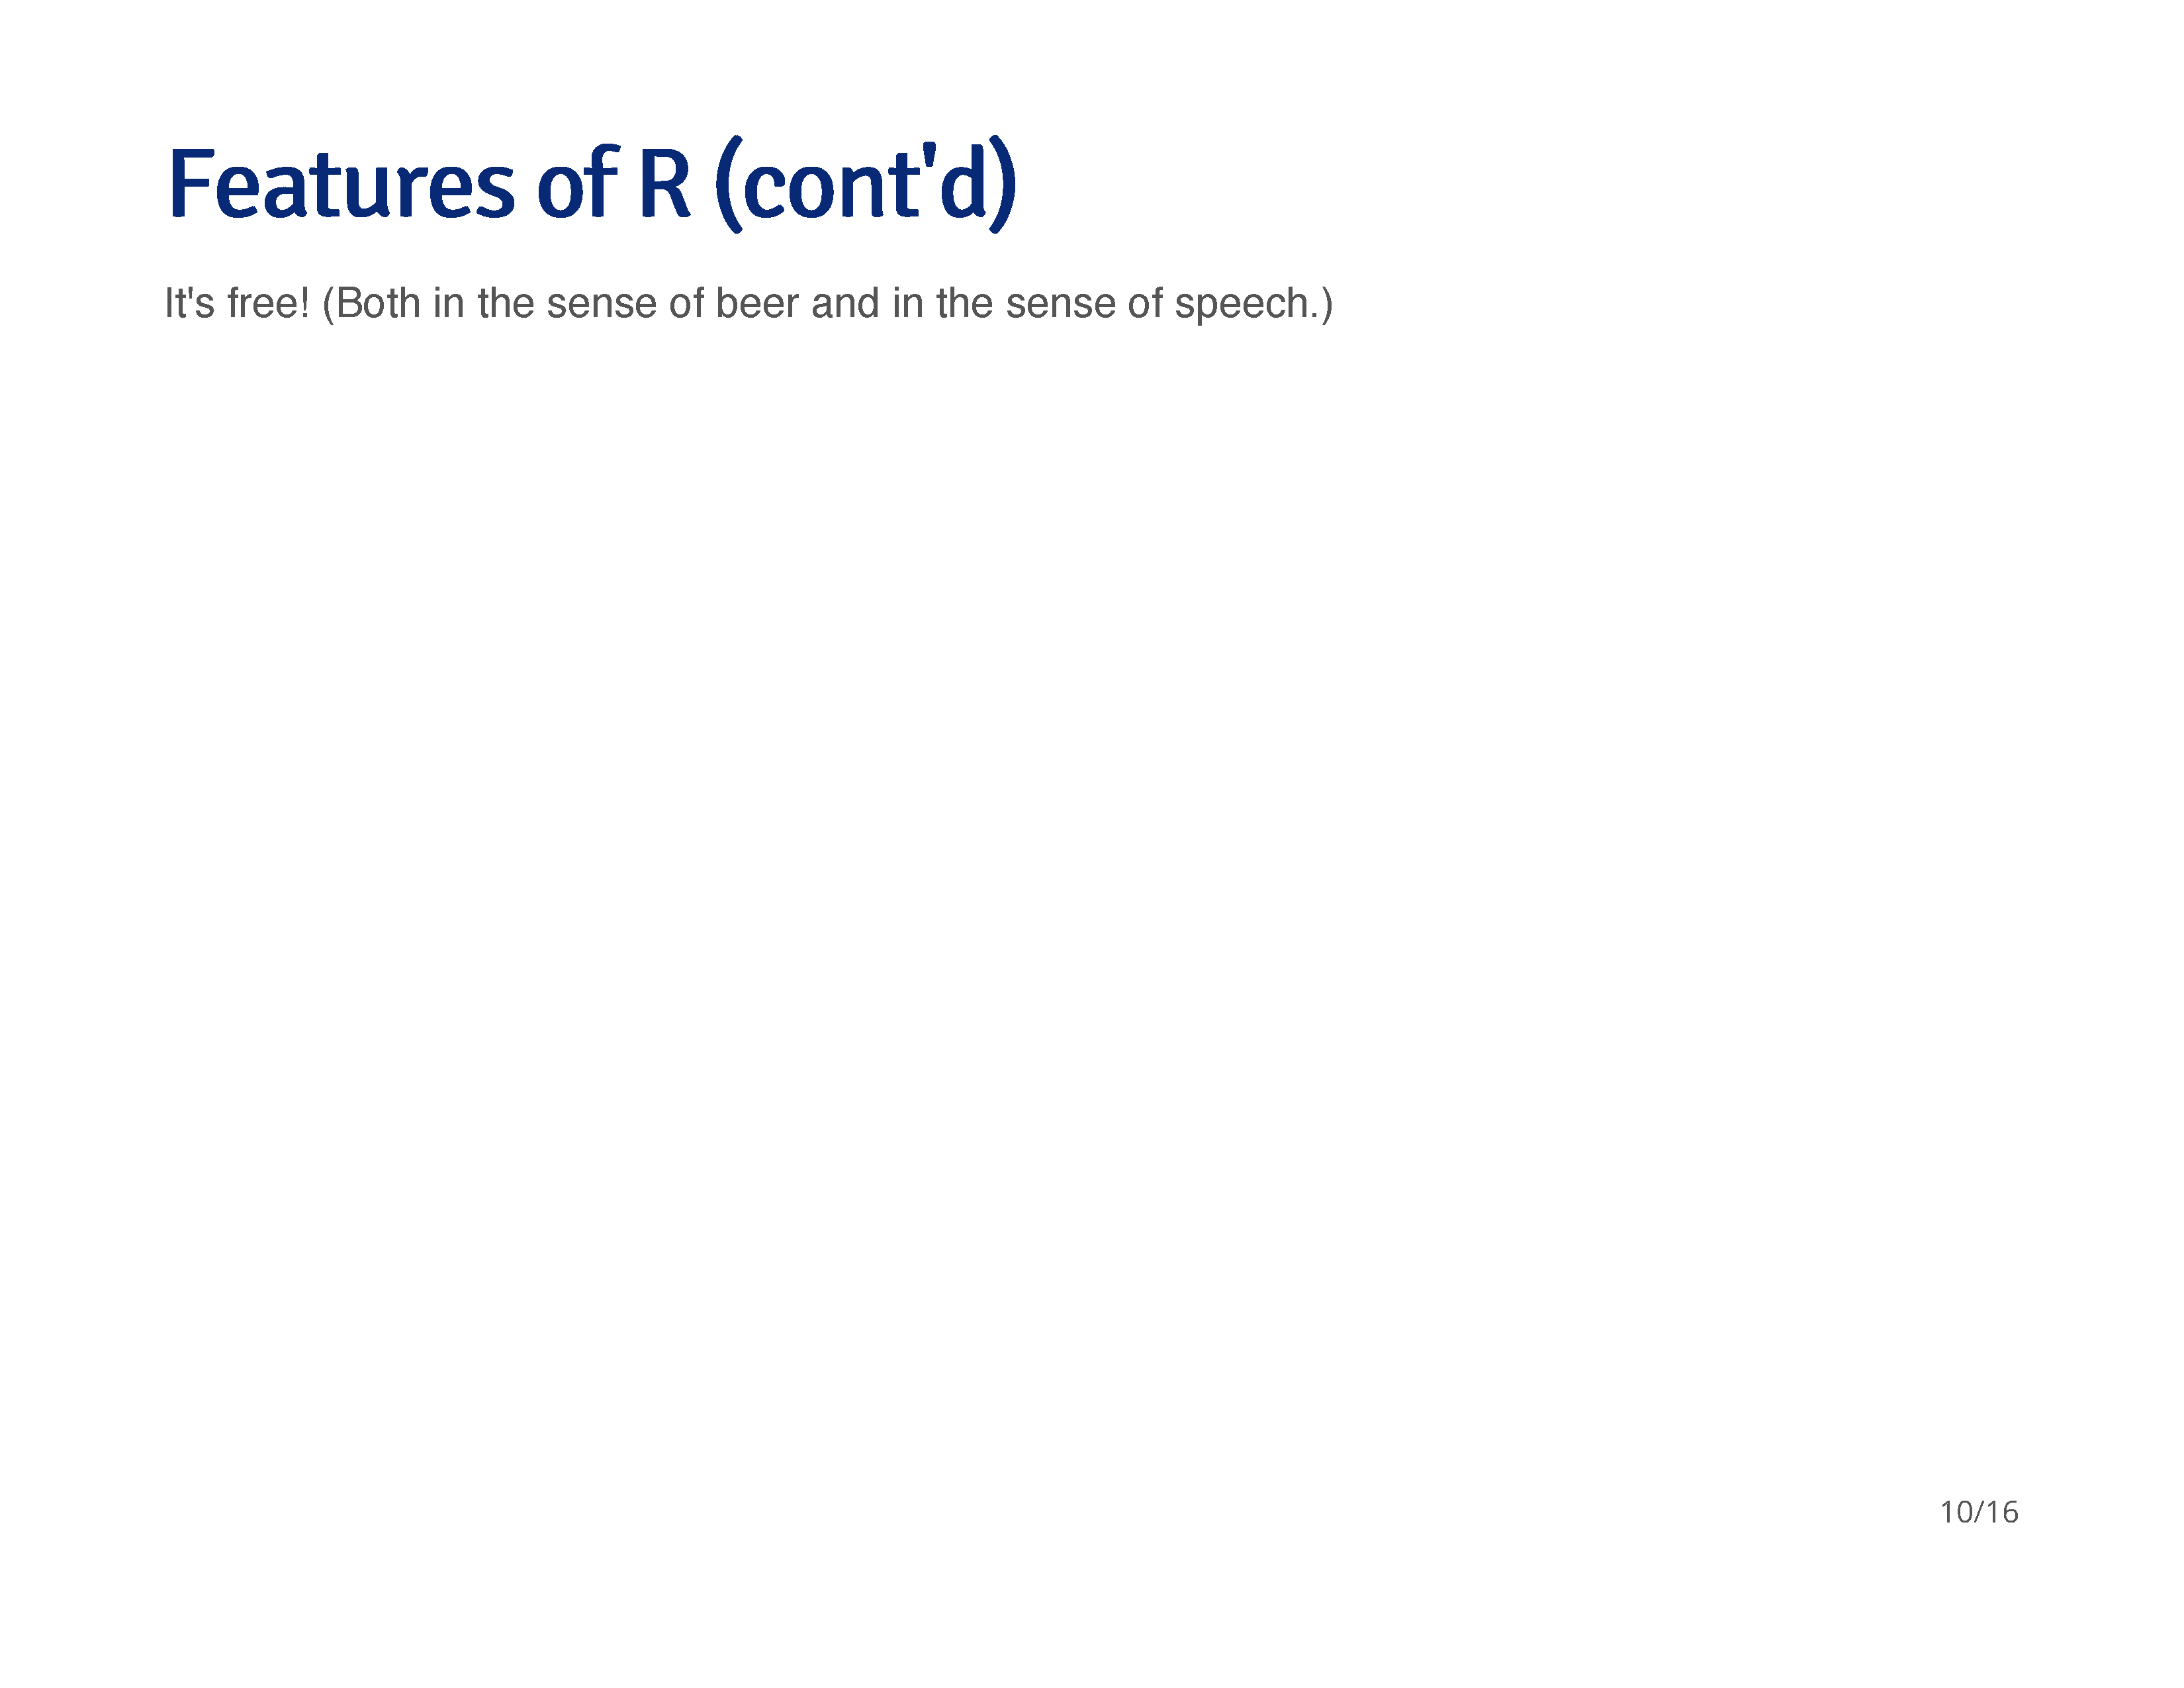 Features of R (cont'd)
It's free! (Both in the sense of beer and in the sense of speech.)
10/16